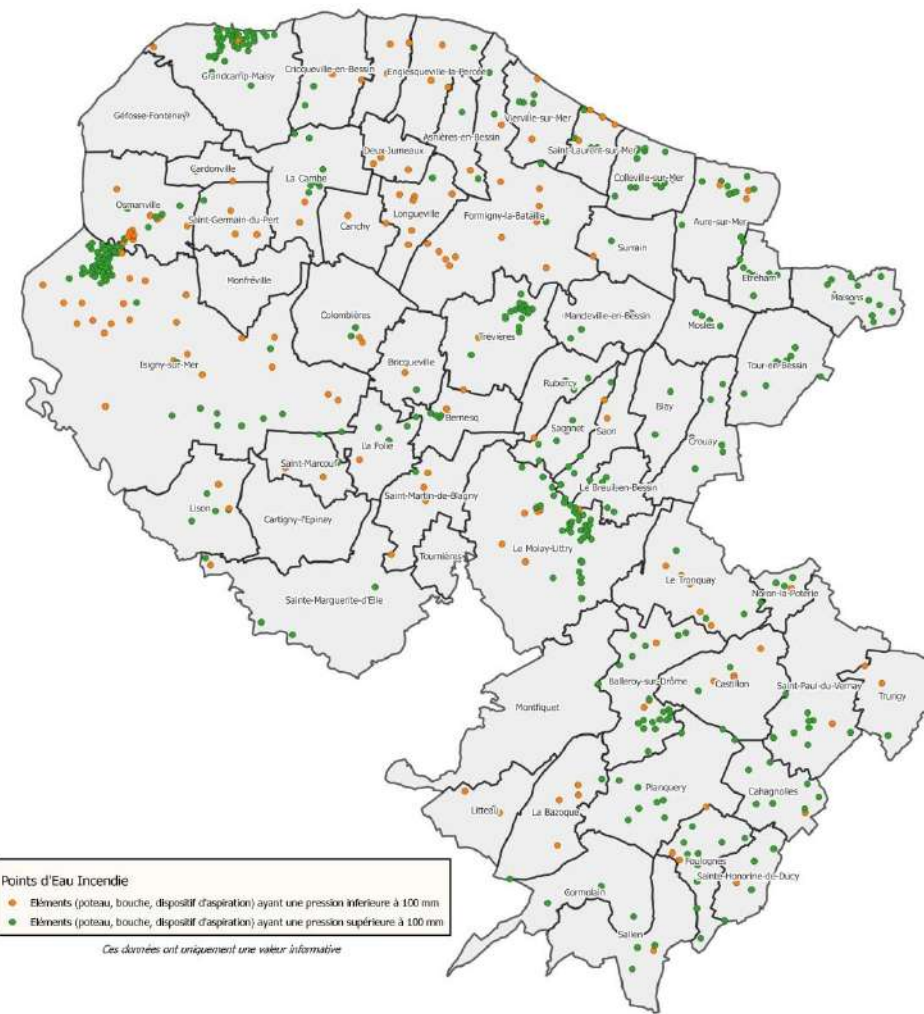 Grandcamp-Maisy
Cricqueville-en-Bessin
Englesqueville-la-Percée
Géfosse-Fontenay
Asnières-en-Bessin
Vierville-sur-Mer
Saint-Laurent-sur-Mer
Deux-Jumeaux
Colleville-sur-Mer
Cardonville
La Cambe
Osmanville
Saint-Germain-du-Pert
Longueville
Formigny-la-Bataille
Canchy
Aure-sur-Mer
Surrain
Monfréville
Etréham
Maisons
Colombières
Mandeville-en-Bessin
Mosles
Trévières
Isigny-sur-Mer
Bricqueville
Tour-en-Bessin
Rubercy
Bernesq
Saonnet
Saon
Blay
Crouay
La Folie
Saint-Marcouf
Le Breuil-en-Bessin
Saint-Martin-de-Blagny
Lison
Cartigny-l'Epinay
Le Molay-Littry
Tournières
Le Tronquay
Noron-la-Poterie
Sainte-Marguerite-d'Elle
Balleroy-sur-Drôme
Castillon
Saint-Paul-du-Vernay
Trungy
Montfiquet
Planquery
Cahagnolles
Litteau
La Bazoque
Foulognes
Sainte-Honorine-de-Ducy
Cormolain
Sallen
Points d'Eau Incendie
Eléments (poteau, bouche, dispositif d'aspiration) ayant une pression inferieure à 100 mm
Eléments (poteau, bouche, dispositif d'aspiration) ayant une pression supérieure à 100 mm
Ces données ont uniquement une valeur informative